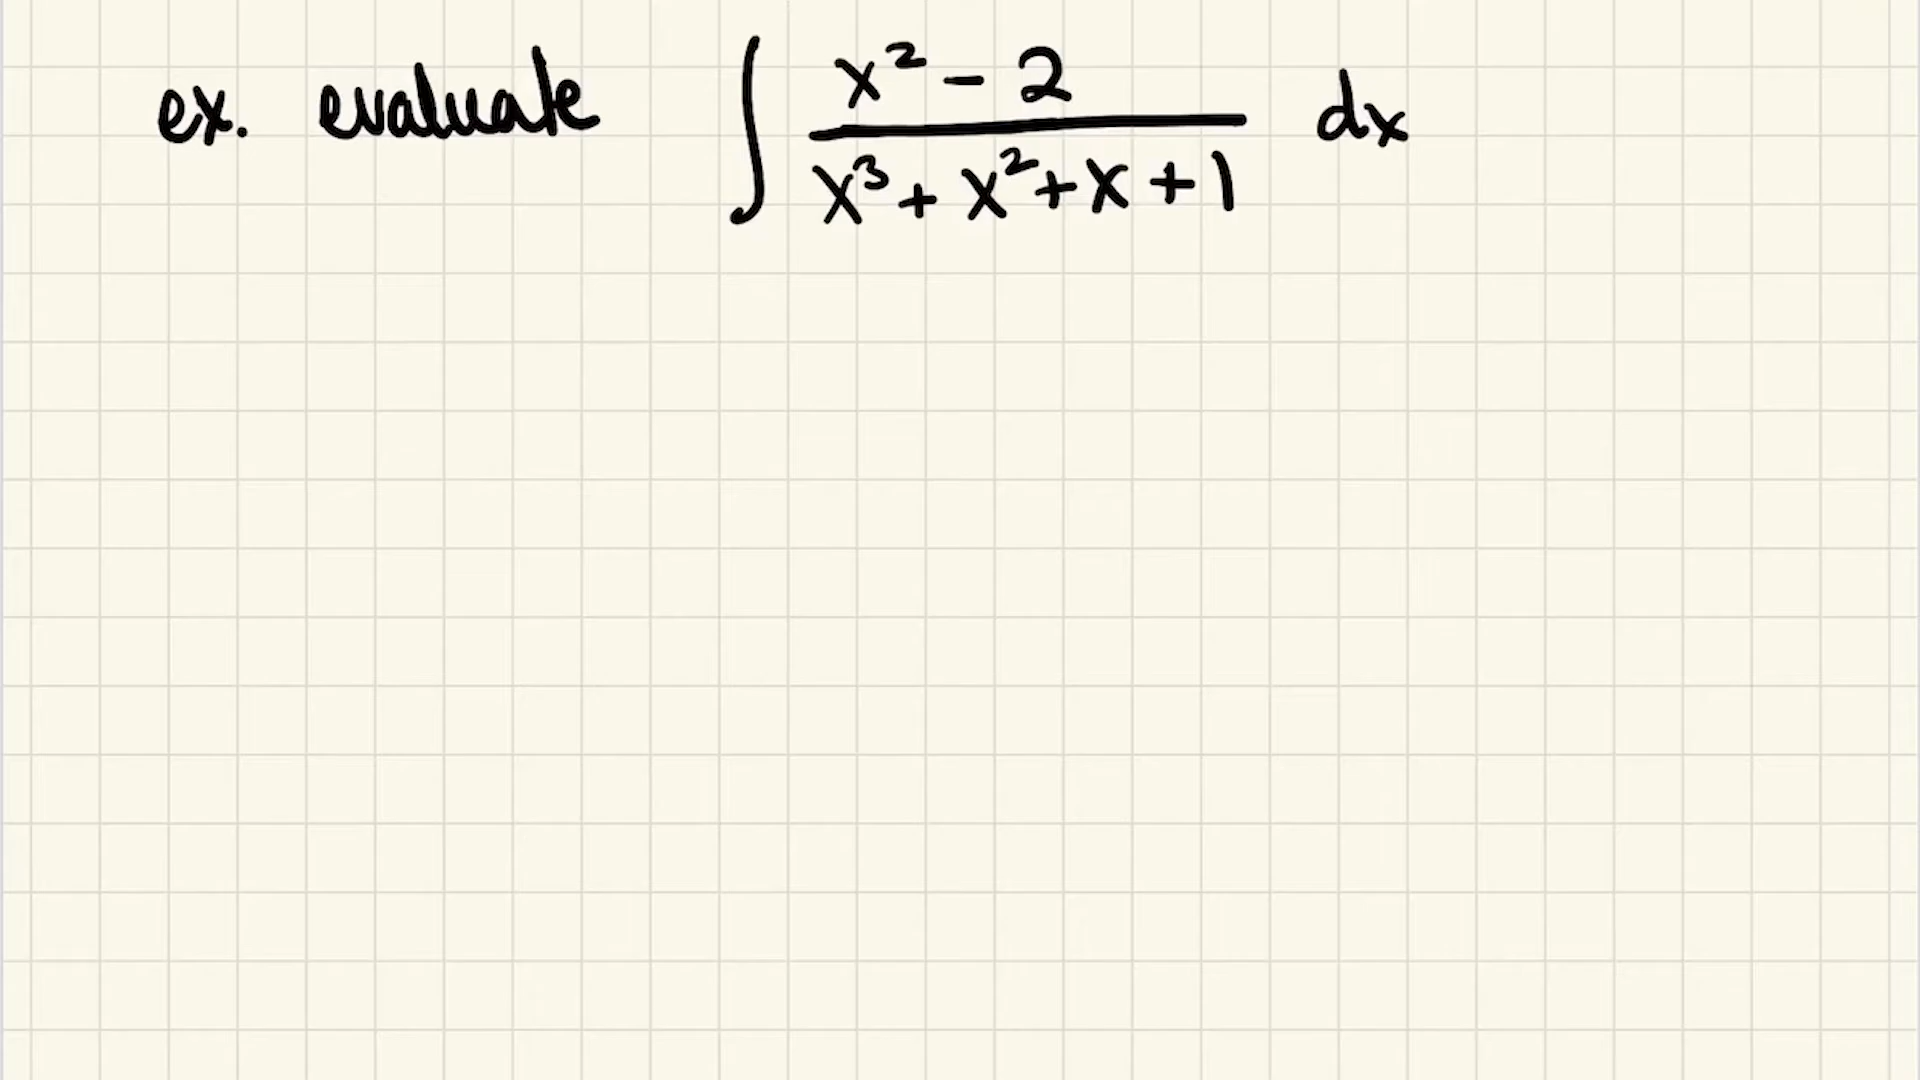 ex. evaluate ∫ (x² - 2)/(x³ + x² + x + 1) dx